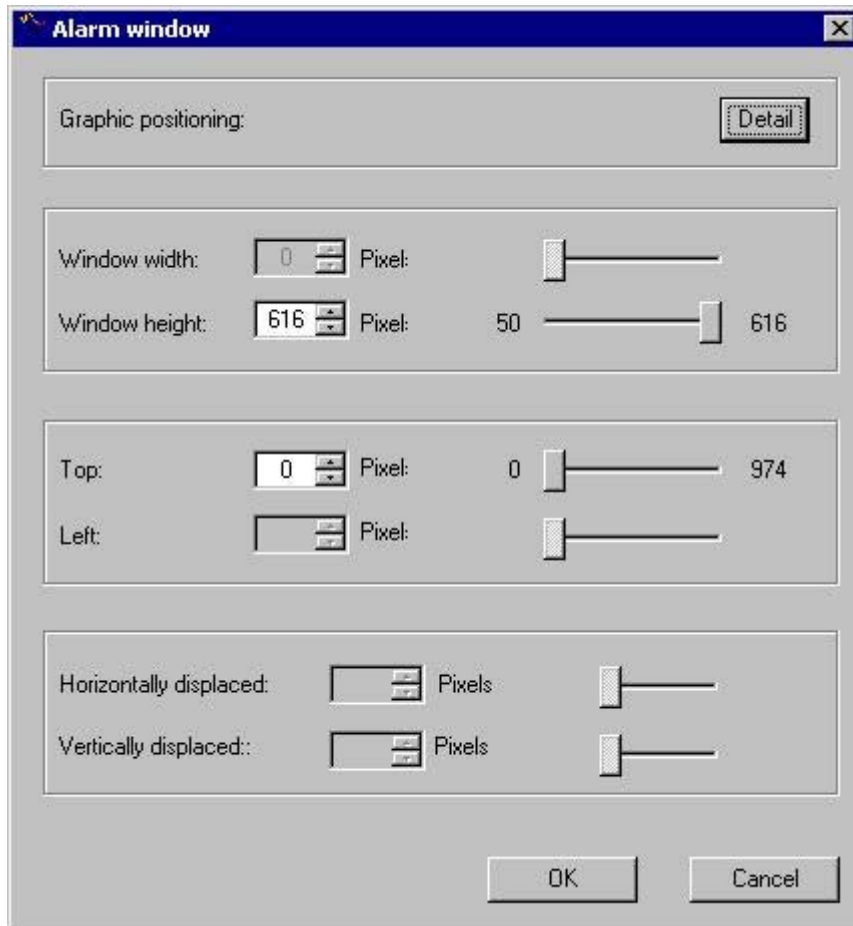 Alarm window
Graphic positioning: Detail
Window width: 0 Pixel:
Window height: 616 Pixel: 50 616
Top: 0 Pixel: 0 974
Left: Pixel:
Horizontally displaced: Pixels
Vertically displaced:: Pixels
OK Cancel